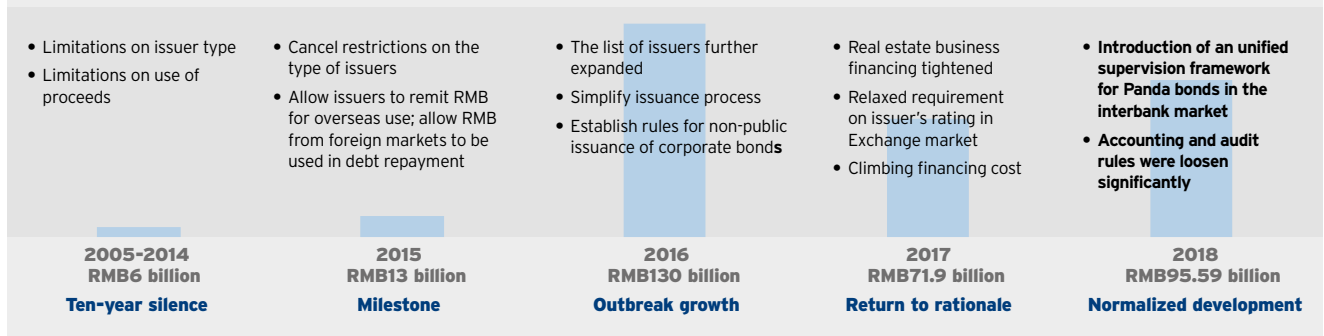 • Limitations on issuer type
• Limitations on use of
proceeds
• Cancel restrictions on the
type of issuers
• Allow issuers to remit RMB
for overseas use; allow RMB
from foreign markets to be
used in debt repayment
• The list of issuers further
expanded
• Simplify issuance process
• Establish rules for non-public
issuance of corporate bonds
• Real estate business
financing tightened
• Relaxed requirement
on issuer's rating in
Exchange market
• Climbing financing cost
• Introduction of an unified
supervision framework
for Panda bonds in the
interbank market
• Accounting and audit
rules were loosen
significantly
2005-2014
RMB6 billion
Ten-year silence
2015
RMB13 billion
Milestone
2016
RMB130 billion
Outbreak growth
2017
RMB71.9 billion
Return to rationale
2018
RMB95.59 billion
Normalized development